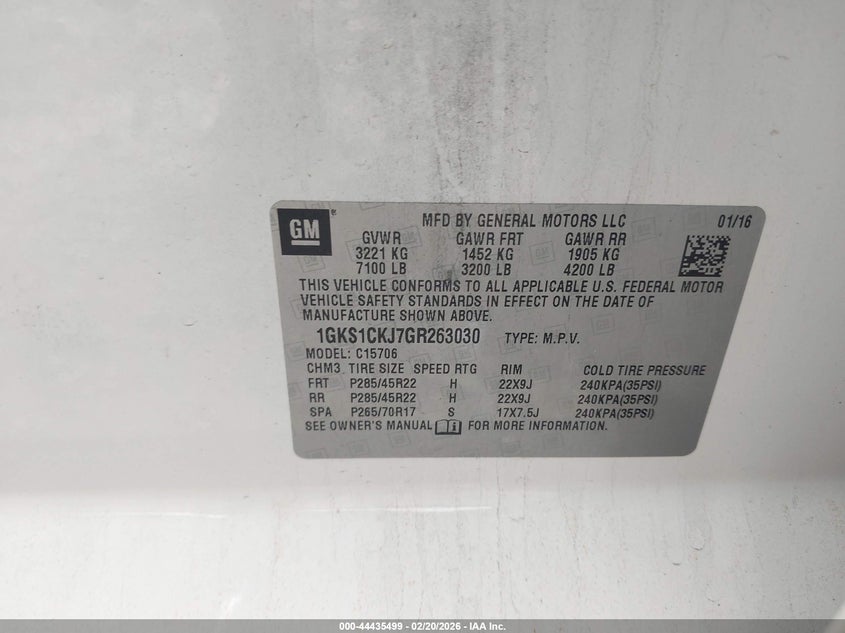 GM ®
MFD BY GENERAL MOTORS LLC 01/16
GVWR GAWR FRT GAWR RR
3221 KG 1452 KG 1905 KG
7100 LB 3200 LB 4200 LB
THIS VEHICLE CONFORMS TO ALL APPLICABLE U.S. FEDERAL MOTOR
VEHICLE SAFETY STANDARDS IN EFFECT ON THE DATE OF
MANUFACTURE SHOWN ABOVE.
1GKS1CKJ7GR263030 TYPE: M.P.V.
MODEL: C15706
CHM3 TIRE SIZE SPEED RTG RIM COLD TIRE PRESSURE
FRT P285/45R22 H 22X9J 240KPA(35PSI)
RR P285/45R22 H 22X9J 240KPA(35PSI)
SPA P265/70R17 S 17X7.5J 240KPA(35PSI)
SEE OWNER'S MANUAL i FOR MORE INFORMATION.
000-44435499 — 02/20/2026 — IAA Inc.